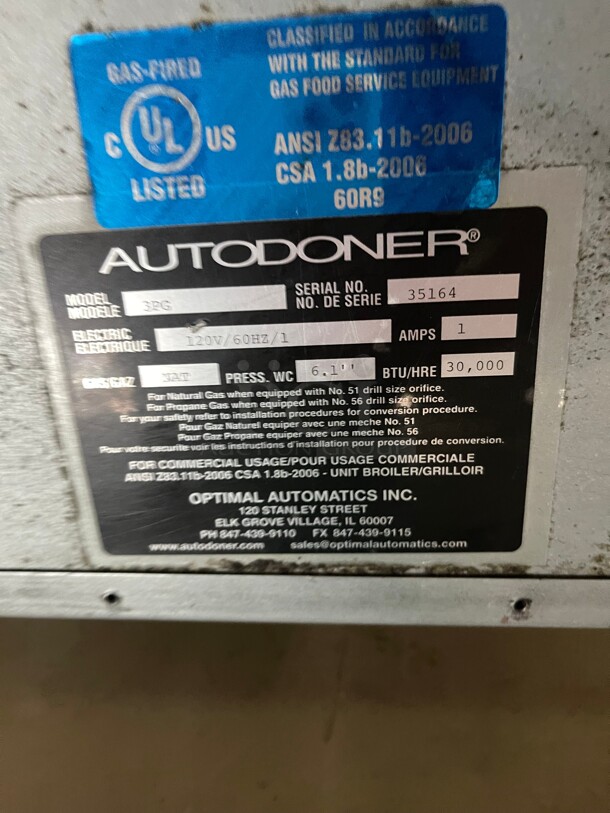 GAS-FIRED
C UL US
LISTED
®
CLASSIFIED IN ACCORDANCE
WITH THE STANDARD FOR
GAS FOOD SERVICE EQUIPMENT
ANSI Z83.11b-2006
CSA 1.8b-2006
60R9
AUTODONER®
MODEL MODELE 3PG SERIAL NO. NO. DE SERIE 35164
ELECTRIC ELECTRIQUE 120V/60HZ/1 AMPS 1
GAS/GAZ NAT PRESS. WC 6.1'' BTU/HRE 30,000
For Natural Gas when equipped with No. 51 drill size orifice.
For Propane Gas when equipped with No. 56 drill size orifice.
For your safety refer to installation procedures for conversion procedure.
Pour Gaz Naturel equiper avec une meche No. 51
Pour Gaz Propane equiper avec une meche No. 56
Pour votre securite voir les instructions d'installation pour procedure de conversion.
FOR COMMERCIAL USAGE/POUR USAGE COMMERCIALE
ANSI Z83.11b-2006 CSA 1.8b-2006 - UNIT BROILER/GRILLOIR
OPTIMAL AUTOMATICS INC.
120 STANLEY STREET
ELK GROVE VILLAGE, IL 60007
PH 847-439-9110 FX 847-439-9115
www.autodoner.com sales@optimalautomatics.com